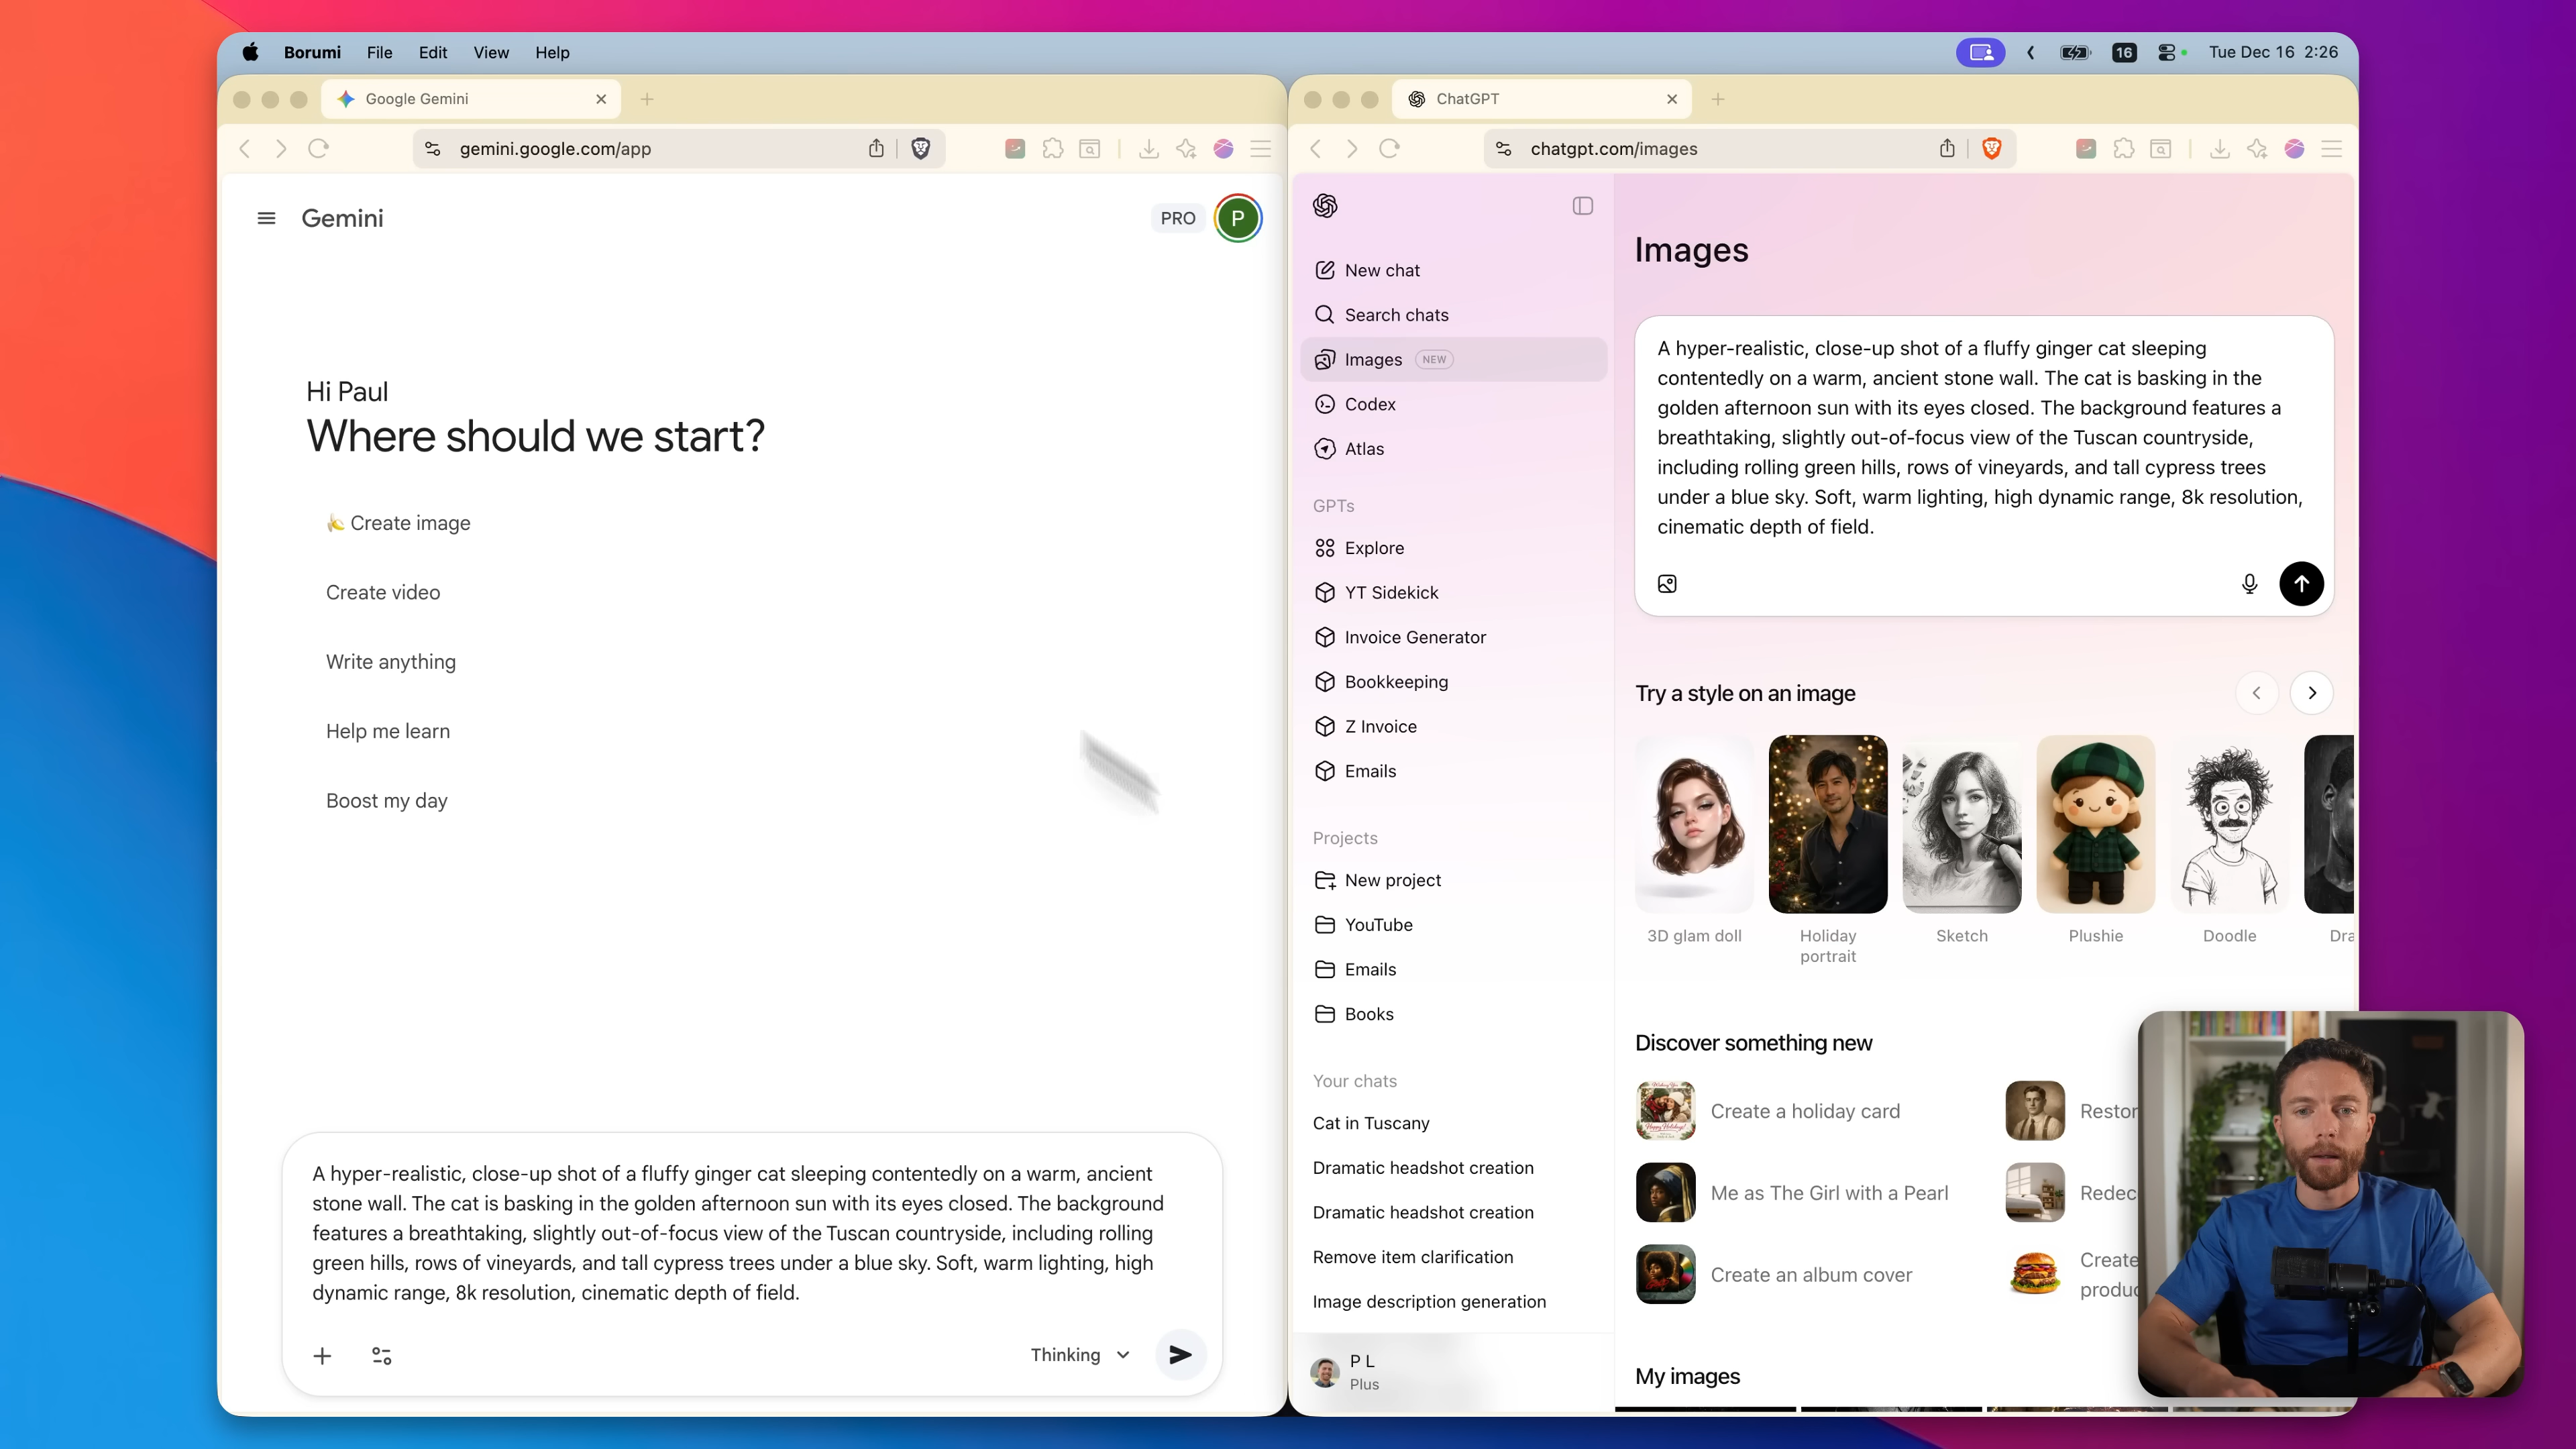 Borumi File Edit View Help
16 Tue Dec 16 2:26
Google Gemini
gemini.google.com/app
Gemini
PRO P
Hi Paul
Where should we start?
🍌 Create image
Create video
Write anything
Help me learn
Boost my day
A hyper-realistic, close-up shot of a fluffy ginger cat sleeping contentedly on a warm, ancient
stone wall. The cat is basking in the golden afternoon sun with its eyes closed. The background
features a breathtaking, slightly out-of-focus view of the Tuscan countryside, including rolling
green hills, rows of vineyards, and tall cypress trees under a blue sky. Soft, warm lighting, high
dynamic range, 8k resolution, cinematic depth of field.
Thinking
ChatGPT
chatgpt.com/images
New chat
Search chats
Images NEW
Codex
Atlas
GPTs
Explore
YT Sidekick
Invoice Generator
Bookkeeping
Z Invoice
Emails
Projects
New project
YouTube
Emails
Books
Your chats
Cat in Tuscany
Dramatic headshot creation
Dramatic headshot creation
Remove item clarification
Image description generation
P L
Plus
Images
A hyper-realistic, close-up shot of a fluffy ginger cat sleeping
contentedly on a warm, ancient stone wall. The cat is basking in the
golden afternoon sun with its eyes closed. The background features a
breathtaking, slightly out-of-focus view of the Tuscan countryside,
including rolling green hills, rows of vineyards, and tall cypress trees
under a blue sky. Soft, warm lighting, high dynamic range, 8k resolution,
cinematic depth of field.
Try a style on an image
3D glam doll
Holiday
portrait
Sketch
Plushie
Doodle
Dra
Discover something new
Create a holiday card
Restor
Me as The Girl with a Pearl
Redec
Create an album cover
Create
produc
My images